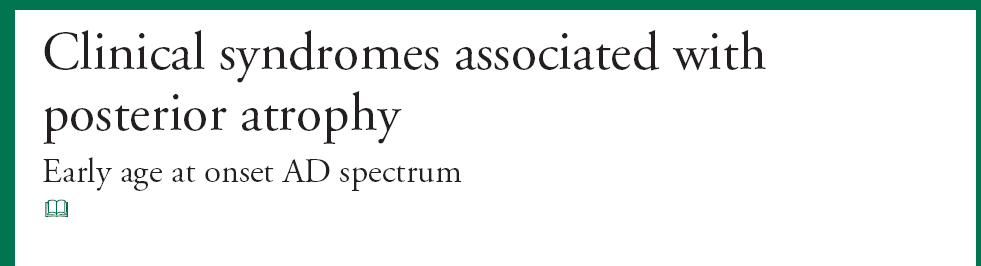 Clinical syndromes associated with
posterior atrophy
Early age at onset AD spectrum